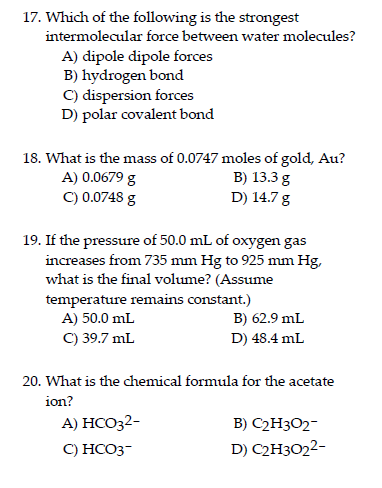 17. Which of the following is the strongest
intermolecular force between water molecules?
A) dipole dipole forces
B) hydrogen bond
C) dispersion forces
D) polar covalent bond
18. What is the mass of 0.0747 moles of gold, Au?
A) 0.0679 g B) 13.3 g
C) 0.0748 g D) 14.7 g
19. If the pressure of 50.0 mL of oxygen gas
increases from 735 mm Hg to 925 mm Hg,
what is the final volume? (Assume
temperature remains constant.)
A) 50.0 mL B) 62.9 mL
C) 39.7 mL D) 48.4 mL
20. What is the chemical formula for the acetate
ion?
A) HCO₃²⁻ B) C₂H₃O₂⁻
C) HCO₃⁻ D) C₂H₃O₂²⁻